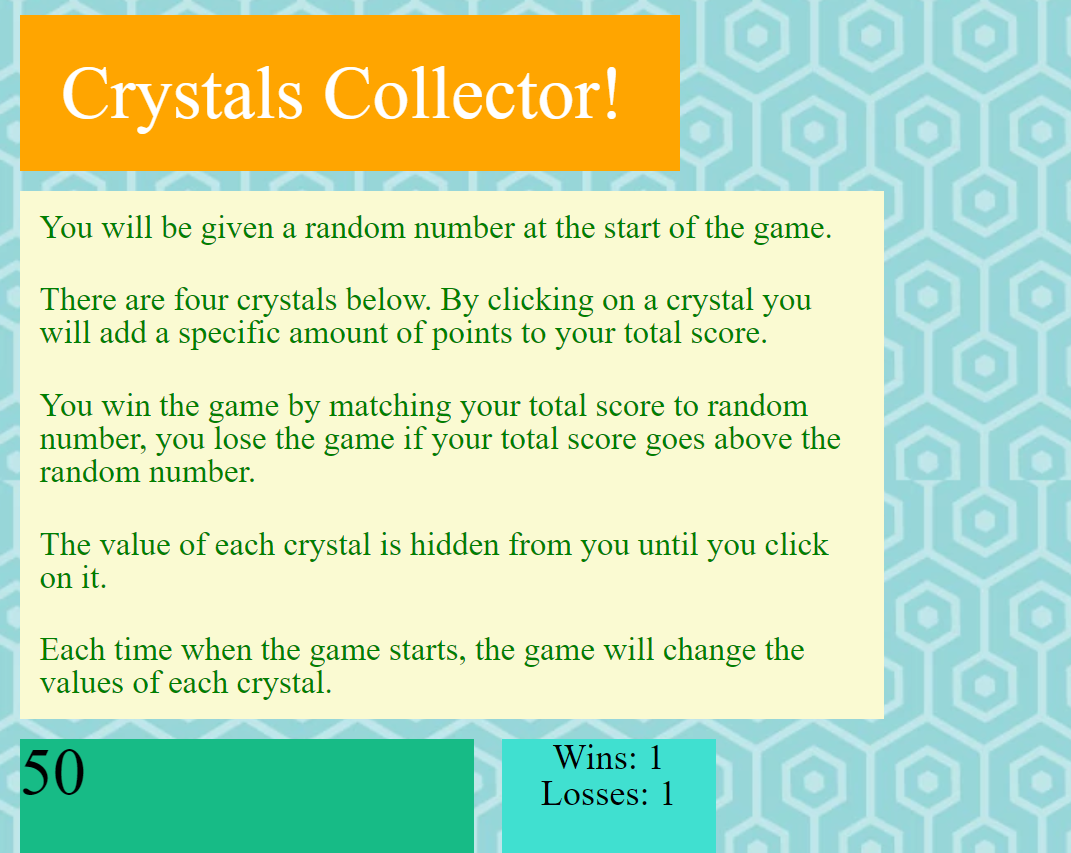 Crystals Collector!
You will be given a random number at the start of the game.
There are four crystals below. By clicking on a crystal you
will add a specific amount of points to your total score.
You win the game by matching your total score to random
number, you lose the game if your total score goes above the
random number.
The value of each crystal is hidden from you until you click
on it.
Each time when the game starts, the game will change the
values of each crystal.
50
Wins: 1
Losses: 1